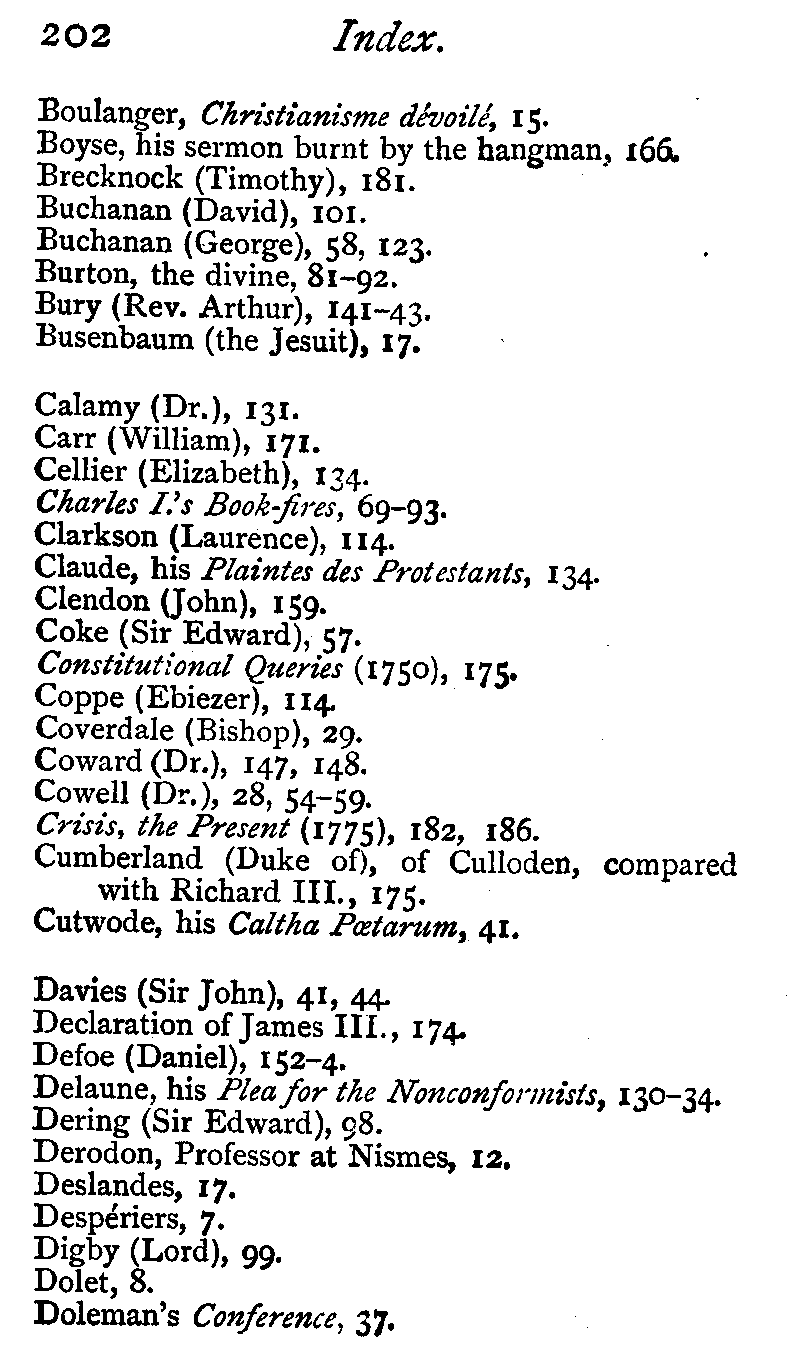 202 Index.
Boulanger, Christianisme dévoilé, 15.
Boyse, his sermon burnt by the hangman, 166.
Brecknock (Timothy), 181.
Buchanan (David), 101.
Buchanan (George), 58, 123.
Burton, the divine, 81–92.
Bury (Rev. Arthur), 141–43.
Busenbaum (the Jesuit), 17.
Calamy (Dr.), 131.
Carr (William), 171.
Cellier (Elizabeth), 134.
Charles I.'s Book-fires, 69–93.
Clarkson (Laurence), 114.
Claude, his Plaintes des Protestants, 134.
Clendon (John), 159.
Coke (Sir Edward), 57.
Constitutional Queries (1750), 175.
Coppe (Ebiezer), 114.
Coverdale (Bishop), 29.
Coward (Dr.), 147, 148.
Cowell (Dr.), 28, 54–59.
Crisis, the Present (1775), 182, 186.
Cumberland (Duke of), of Culloden, compared
with Richard III., 175.
Cutwode, his Caltha Pœtarum, 41.
Davies (Sir John), 41, 44.
Declaration of James III., 174.
Defoe (Daniel), 152–4.
Delaune, his Plea for the Nonconformists, 130–34.
Dering (Sir Edward), 98.
Derodon, Professor at Nismes, 12.
Deslandes, 17.
Despériers, 7.
Digby (Lord), 99.
Dolet, 8.
Doleman's Conference, 37.